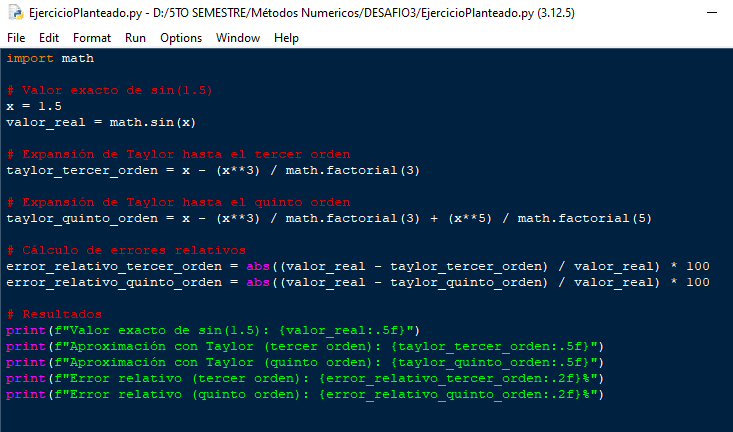 EjercicioPlanteado.py - D:/5TO SEMESTRE/Métodos Numericos/DESAFIO3/EjercicioPlanteado.py (3.12.5)
File Edit Format Run Options Window Help
import math
# Valor exacto de sin(1.5)
x = 1.5
valor_real = math.sin(x)
# Expansión de Taylor hasta el tercer orden
taylor_tercer_orden = x - (x**3) / math.factorial(3)
# Expansión de Taylor hasta el quinto orden
taylor_quinto_orden = x - (x**3) / math.factorial(3) + (x**5) / math.factorial(5)
# Cálculo de errores relativos
error_relativo_tercer_orden = abs((valor_real - taylor_tercer_orden) / valor_real) * 100
error_relativo_quinto_orden = abs((valor_real - taylor_quinto_orden) / valor_real) * 100
# Resultados
print(f"Valor exacto de sin(1.5): {valor_real:.5f}")
print(f"Aproximación con Taylor (tercer orden): {taylor_tercer_orden:.5f}")
print(f"Aproximación con Taylor (quinto orden): {taylor_quinto_orden:.5f}")
print(f"Error relativo (tercer orden): {error_relativo_tercer_orden:.2f}%")
print(f"Error relativo (quinto orden): {error_relativo_quinto_orden:.2f}%")